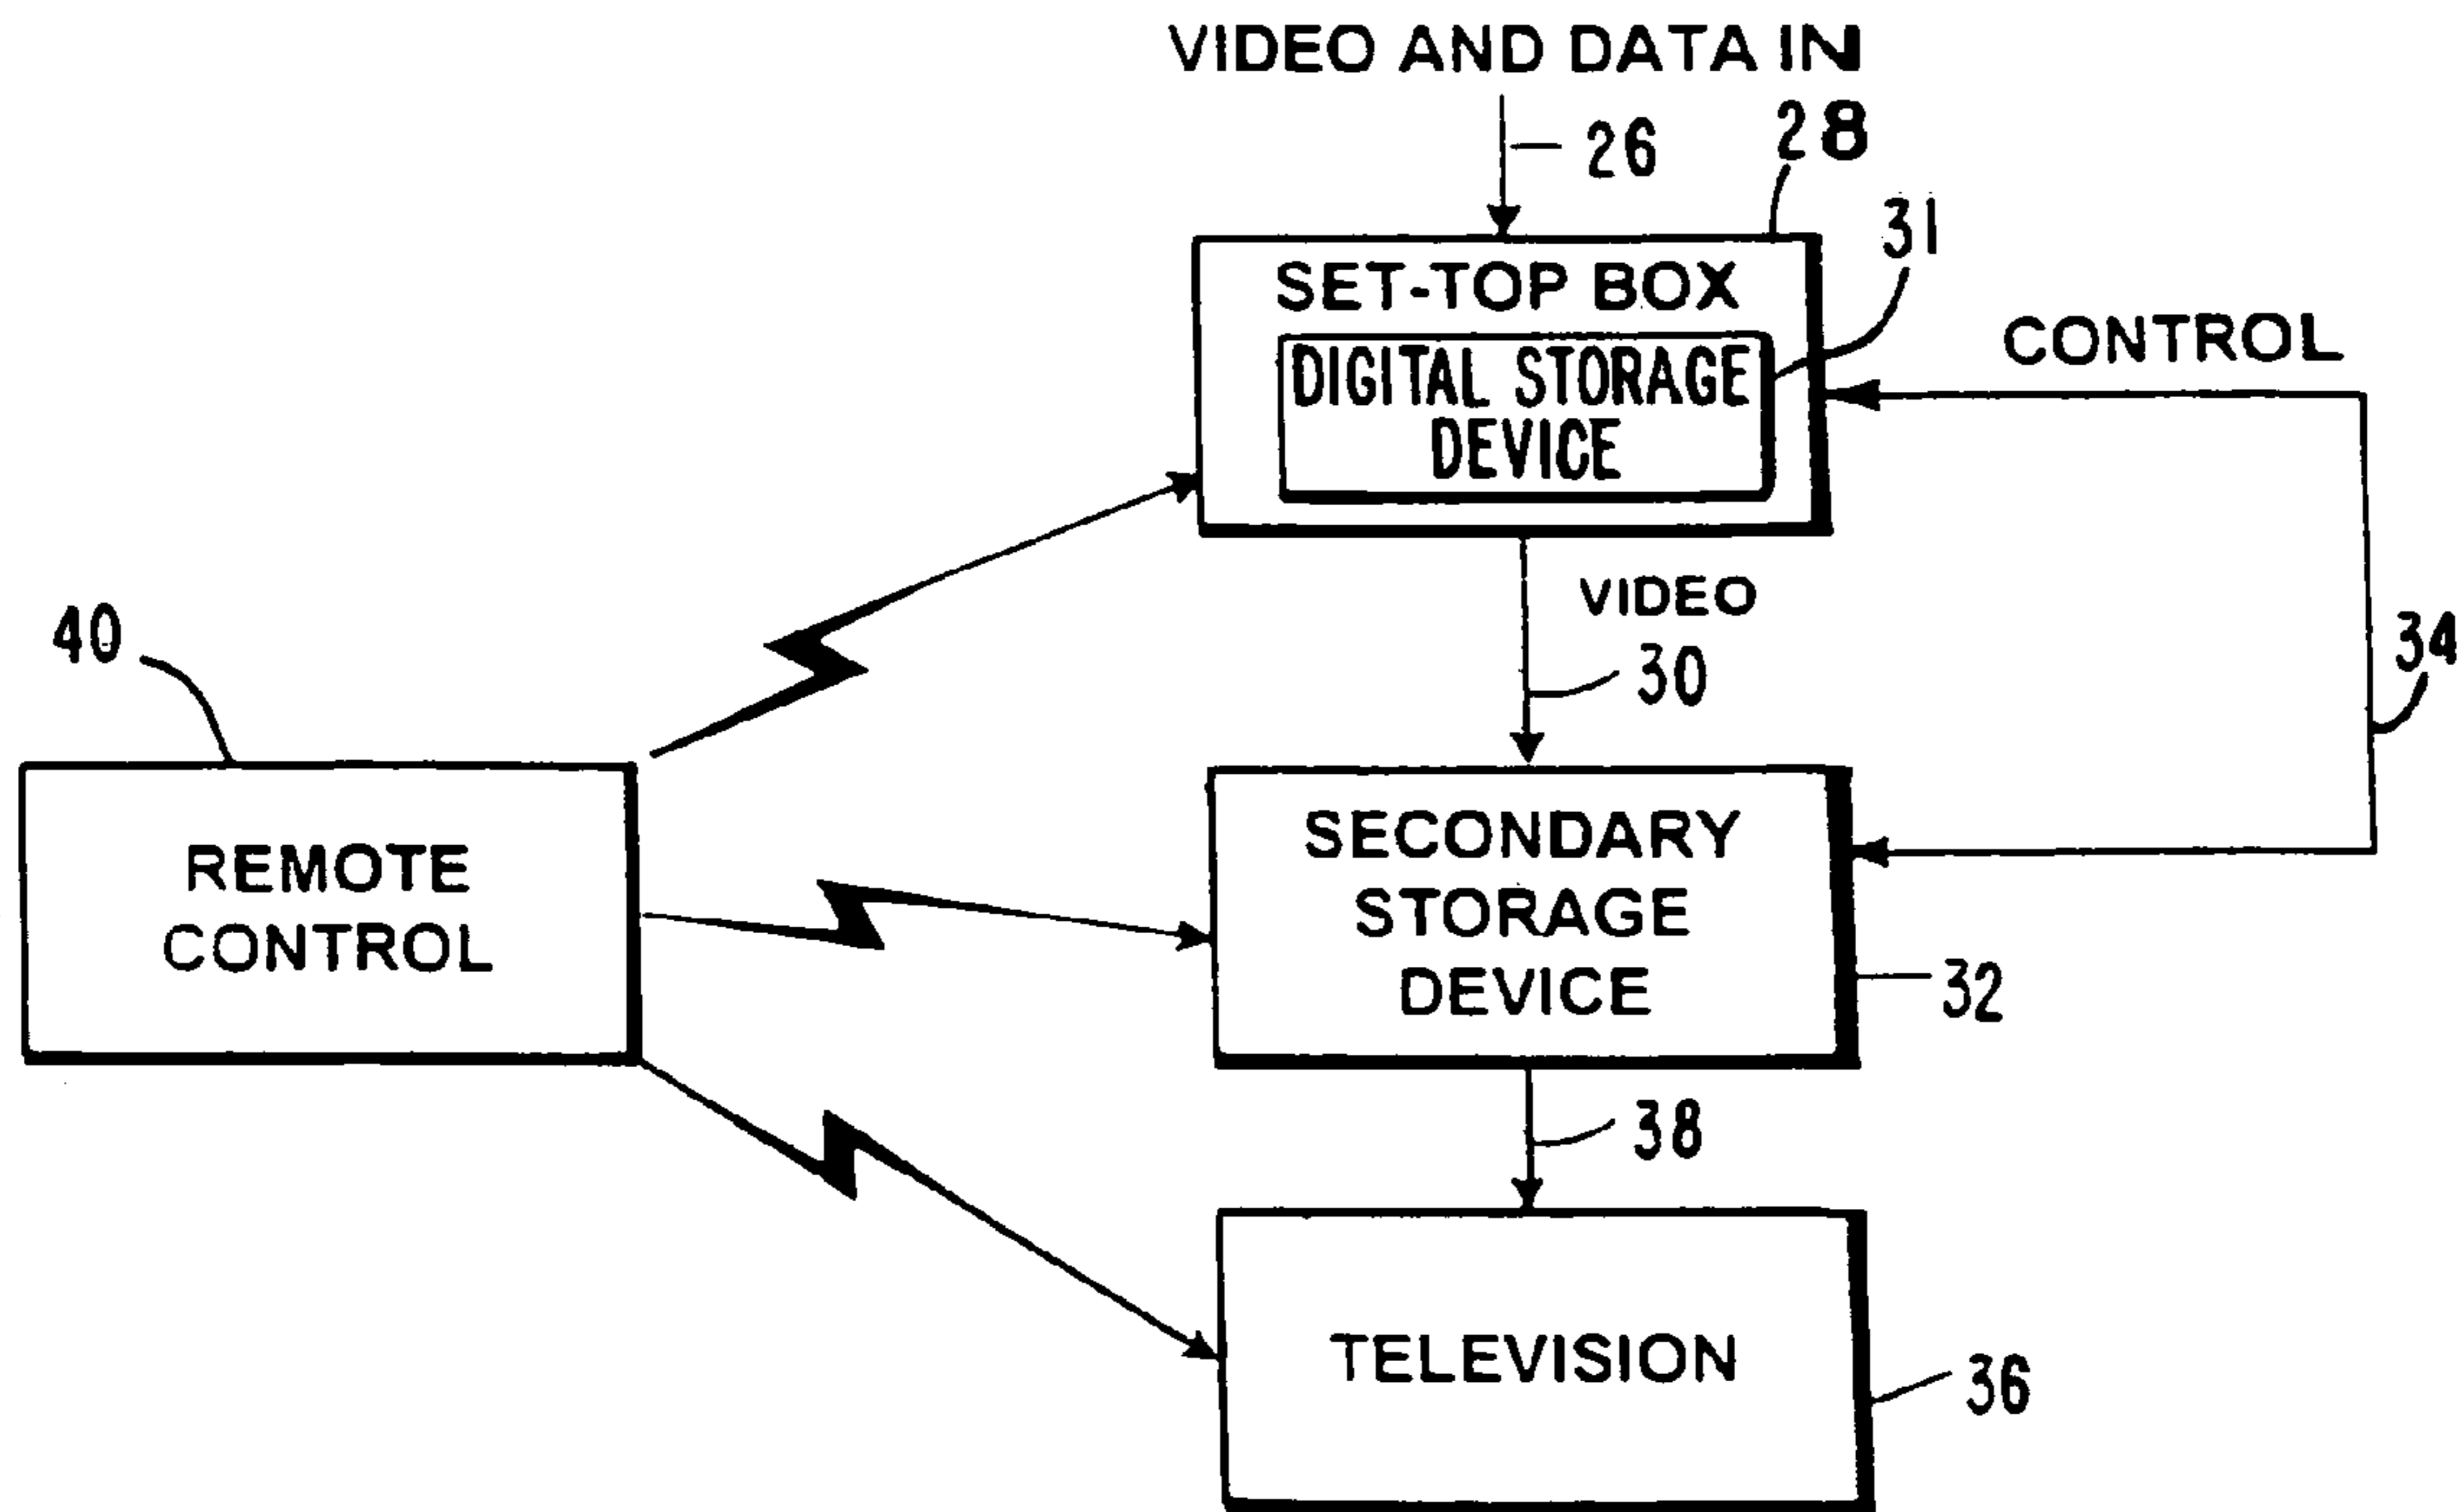 VIDEO AND DATA IN
26
28
31
SET-TOP BOX
DIGITAL STORAGE
DEVICE
CONTROL
VIDEO
30
34
40
REMOTE
CONTROL
SECONDARY
STORAGE
DEVICE
32
38
TELEVISION
36